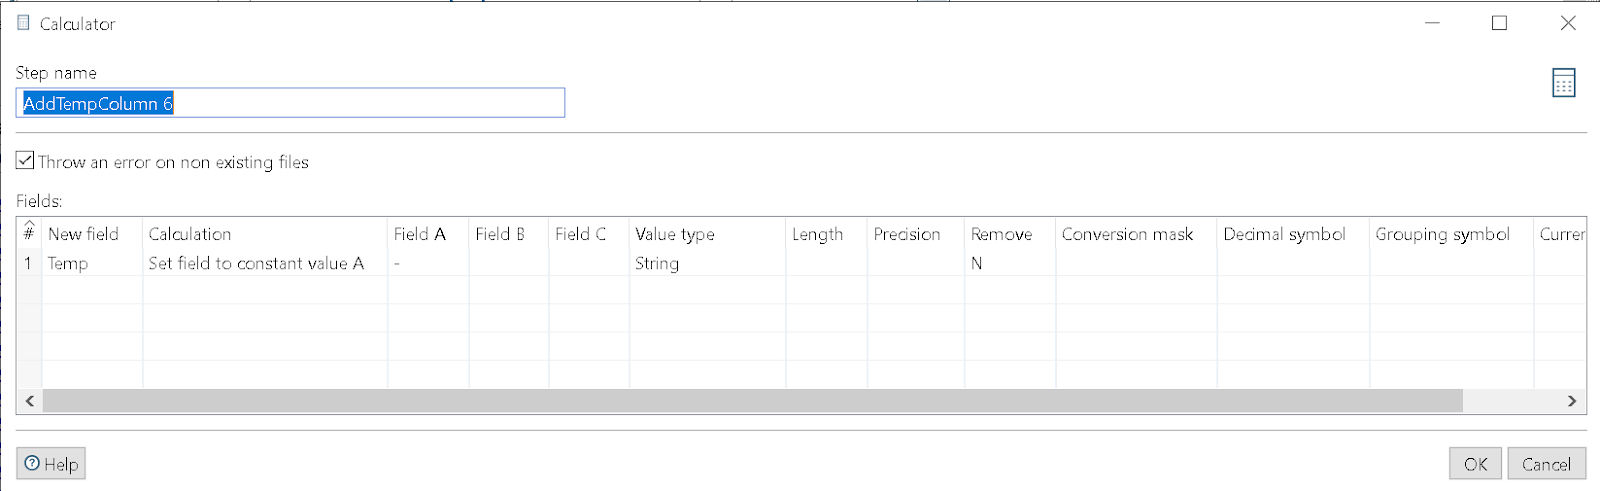 Calculator
Step name
AddTempColumn 6
Throw an error on non existing files
Fields:
# New field Calculation Field A Field B Field C Value type Length Precision Remove Conversion mask Decimal symbol Grouping symbol Curren
1 Temp Set field to constant value A - String N
Help OK Cancel